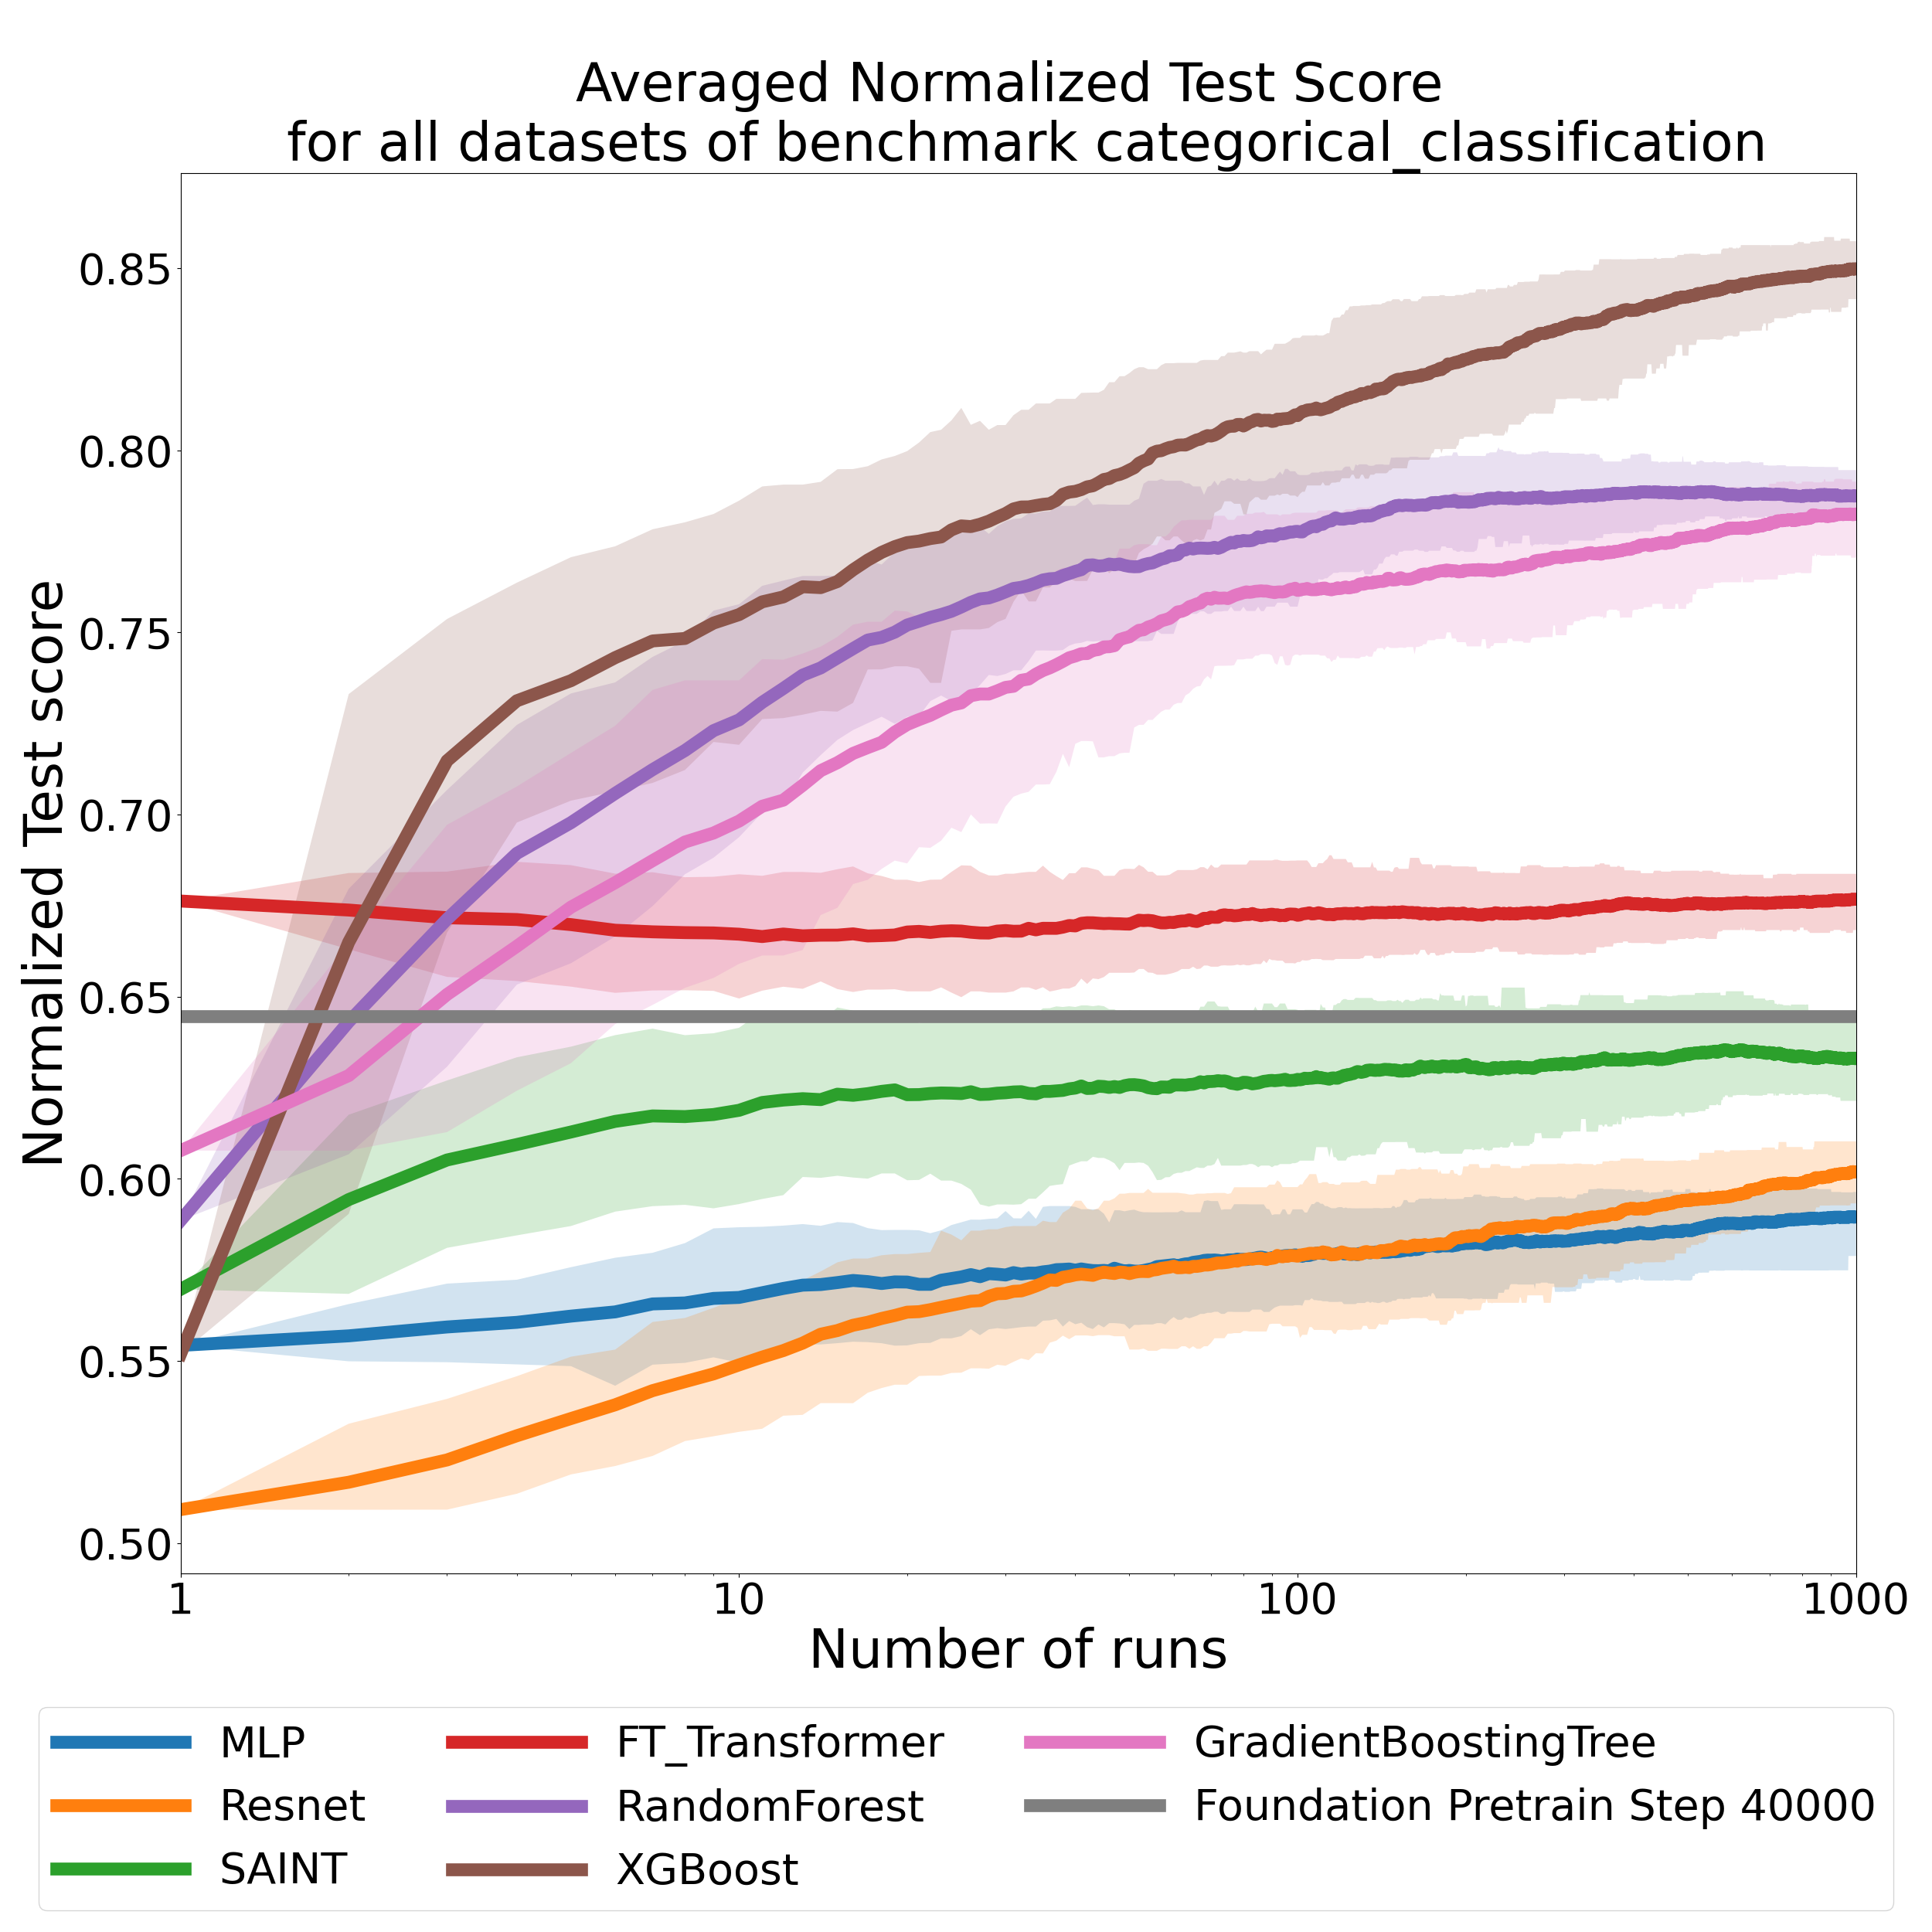 Averaged Normalized Test Score
for all datasets of benchmark categorical_classification
Normalized Test score
0.85
0.80
0.75
0.70
0.65
0.60
0.55
0.50
1 10 100 1000
Number of runs
MLP
Resnet
SAINT
FT_Transformer
RandomForest
XGBoost
GradientBoostingTree
Foundation Pretrain Step 40000